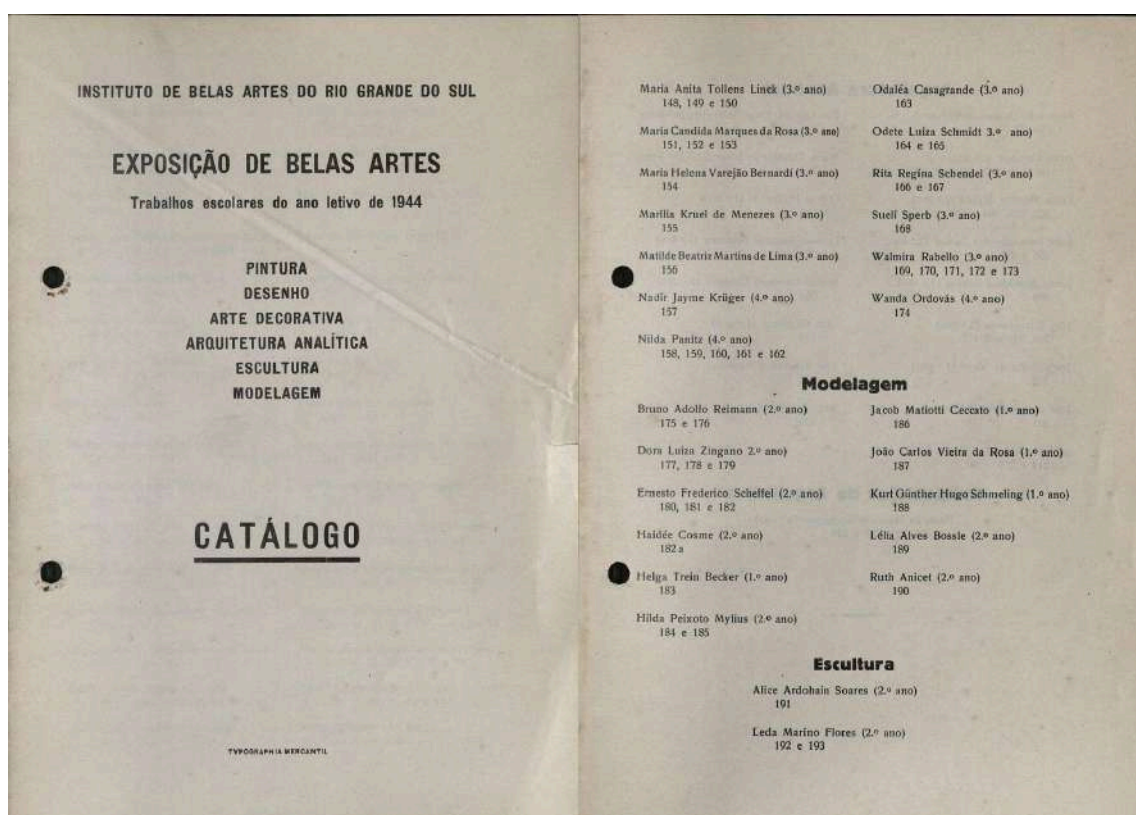 INSTITUTO DE BELAS ARTES DO RIO GRANDE DO SUL
EXPOSIÇÃO DE BELAS ARTES
Trabalhos escolares do ano letivo de 1944
PINTURA
DESENHO
ARTE DECORATIVA
ARQUITETURA ANALÍTICA
ESCULTURA
MODELAGEM
CATÁLOGO
TYPOGRAPHIA MERCANTIL
Maria Anita Tollens Linck (3.º ano)
148, 149 e 150
Maria Candida Marques da Rosa (3.º ano)
151, 152 e 153
Maria Helena Varejão Bernardi (3.º ano)
154
Marilia Kruel de Menezes (3.º ano)
155
Matilde Beatriz Martins de Lima (3.º ano)
156
Nadir Jayme Krüger (4.º ano)
157
Nilda Panitz (4.º ano)
158, 159, 160, 161 e 162
Odaléa Casagrande (3.º ano)
163
Odete Luiza Schmidt 3.º ano)
164 e 165
Rita Regina Schendel (3.º ano)
166 e 167
Sueli Sperb (3.º ano)
168
Walmira Rabello (3.º ano)
169, 170, 171, 172 e 173
Wanda Ordovás (4.º ano)
174
Modelagem
Bruno Adolfo Reimann (2.º ano)
175 e 176
Dora Luiza Zingano 2.º ano)
177, 178 e 179
Ernesto Frederico Scheffel (2.º ano)
180, 181 e 182
Haidée Cosme (2.º ano)
182 a
Helga Trein Becker (1.º ano)
183
Hilda Peixoto Mylius (2.º ano)
184 e 185
Jacob Matiotti Ceccato (1.º ano)
186
João Carlos Vieira da Rosa (1.º ano)
187
Kurt Günther Hugo Schmeling (1.º ano)
188
Lélia Alves Bossle (2.º ano)
189
Ruth Anicet (2.º ano)
190
Escultura
Alice Ardohain Soares (2.º ano)
191
Leda Marino Flores (2.º ano)
192 e 193